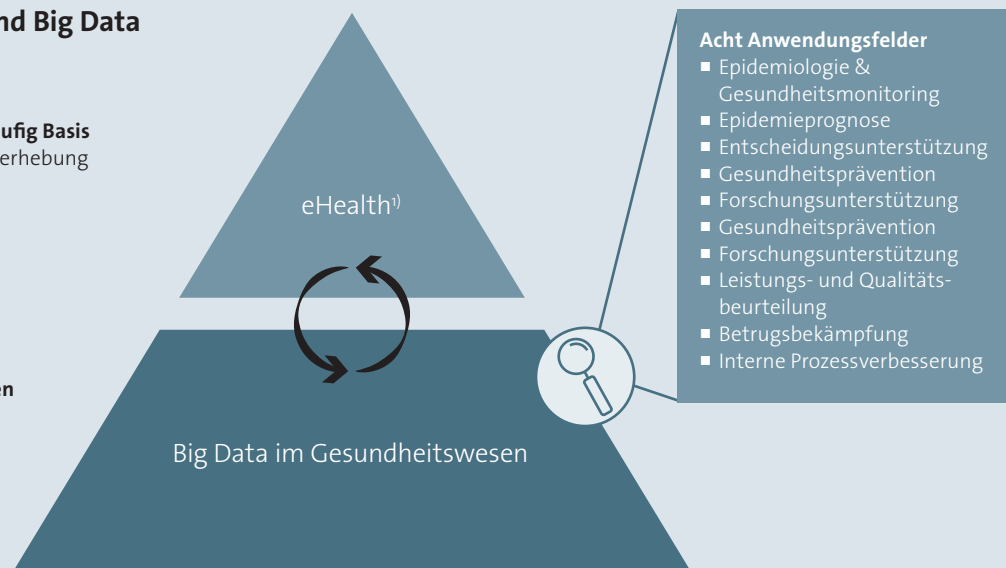 nd Big Data
ufig Basis
erhebung
en
eHealth¹⁾
Big Data im Gesundheitswesen
Acht Anwendungsfelder
▪ Epidemiologie &
Gesundheitsmonitoring
▪ Epidemieprognose
▪ Entscheidungsunterstützung
▪ Gesundheitsprävention
▪ Forschungsunterstützung
▪ Gesundheitsprävention
▪ Forschungsunterstützung
▪ Leistungs- und Qualitäts-
beurteilung
▪ Betrugsbekämpfung
▪ Interne Prozessverbesserung